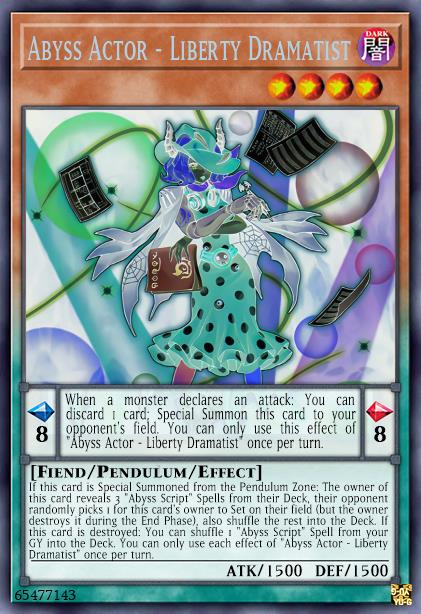 Abyss Actor - Liberty Dramatist
DARK
闇
When a monster declares an attack: You can
discard 1 card; Special Summon this card to your
opponent's field. You can only use this effect of
"Abyss Actor - Liberty Dramatist" once per turn.
8
8
[Fiend/Pendulum/Effect]
If this card is Special Summoned from the Pendulum Zone: The owner of
this card reveals 3 "Abyss Script" Spells from their Deck, their opponent
randomly picks 1 for this card's owner to Set on their field (but the owner
destroys it during the End Phase), also shuffle the rest into the Deck. If
this card is destroyed: You can shuffle 1 "Abyss Script" Spell from your
GY into the Deck. You can only use each effect of "Abyss Actor - Liberty
Dramatist" once per turn.
ATK/1500 DEF/1500
65477143